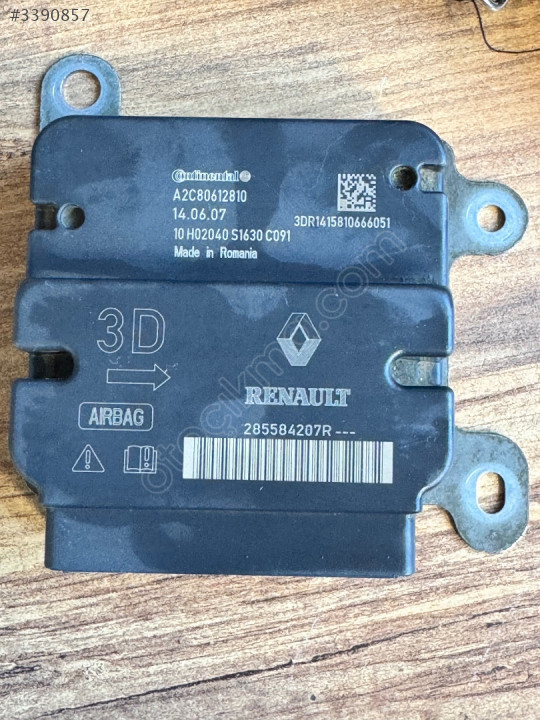 #3390857
Continental
A2C80612810
14.06.07
10 H02040 S1630 C091
Made in Romania
3DR1415810666051
3D
AIRBAG
RENAULT
285584207R ---